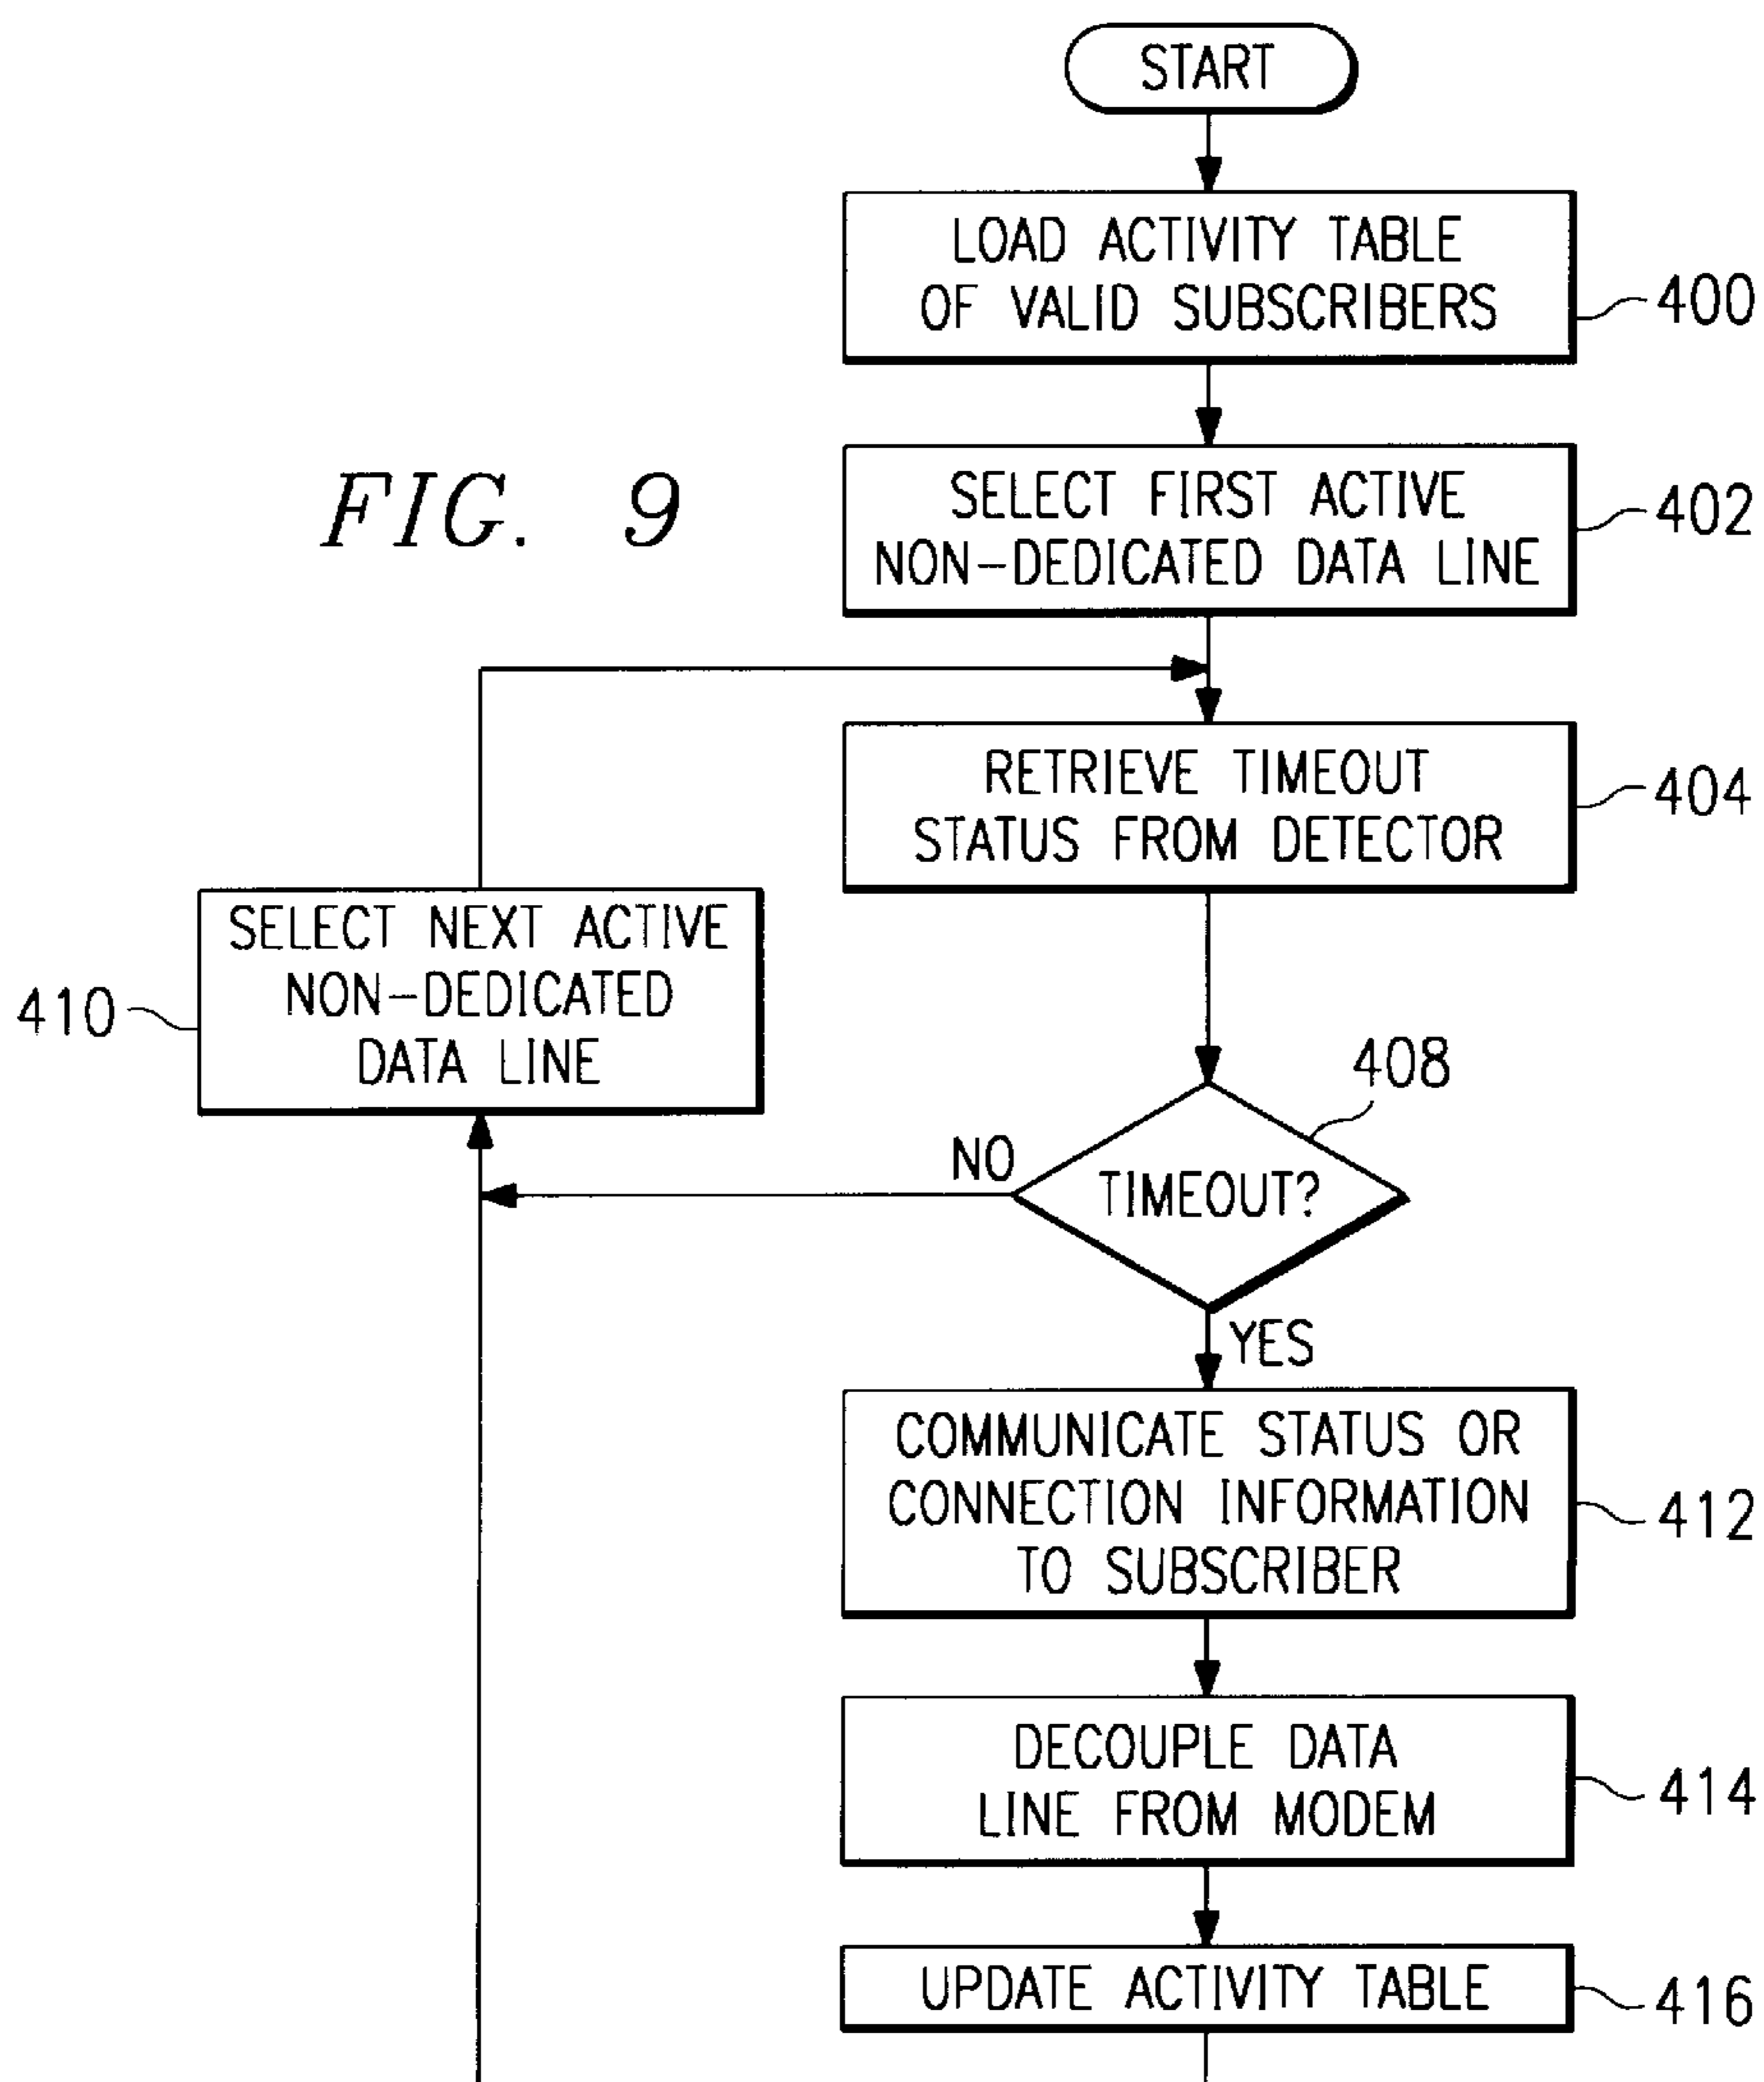 START
LOAD ACTIVITY TABLE
OF VALID SUBSCRIBERS
400
FIG. 9
SELECT FIRST ACTIVE
NON-DEDICATED DATA LINE
402
RETRIEVE TIMEOUT
STATUS FROM DETECTOR
404
SELECT NEXT ACTIVE
NON-DEDICATED
DATA LINE
410
408
NO
TIMEOUT?
YES
COMMUNICATE STATUS OR
CONNECTION INFORMATION
TO SUBSCRIBER
412
DECOUPLE DATA
LINE FROM MODEM
414
UPDATE ACTIVITY TABLE
416